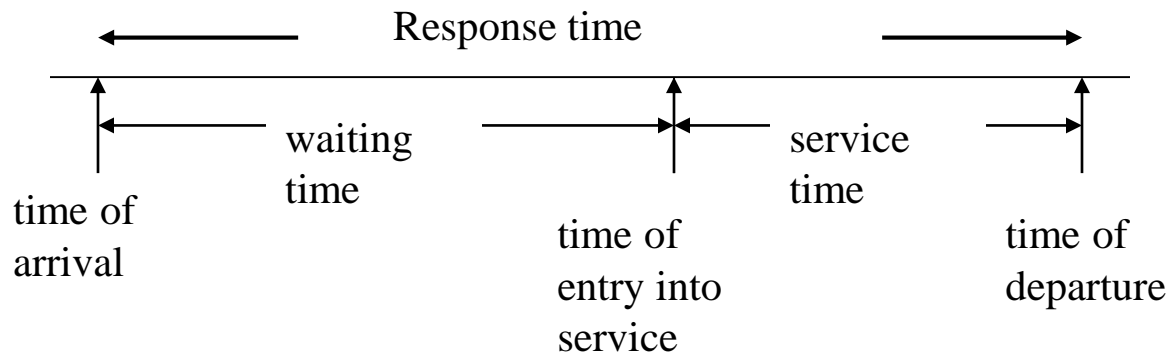 Response time
waiting
time
service
time
time of
arrival
time of
entry into
service
time of
departure